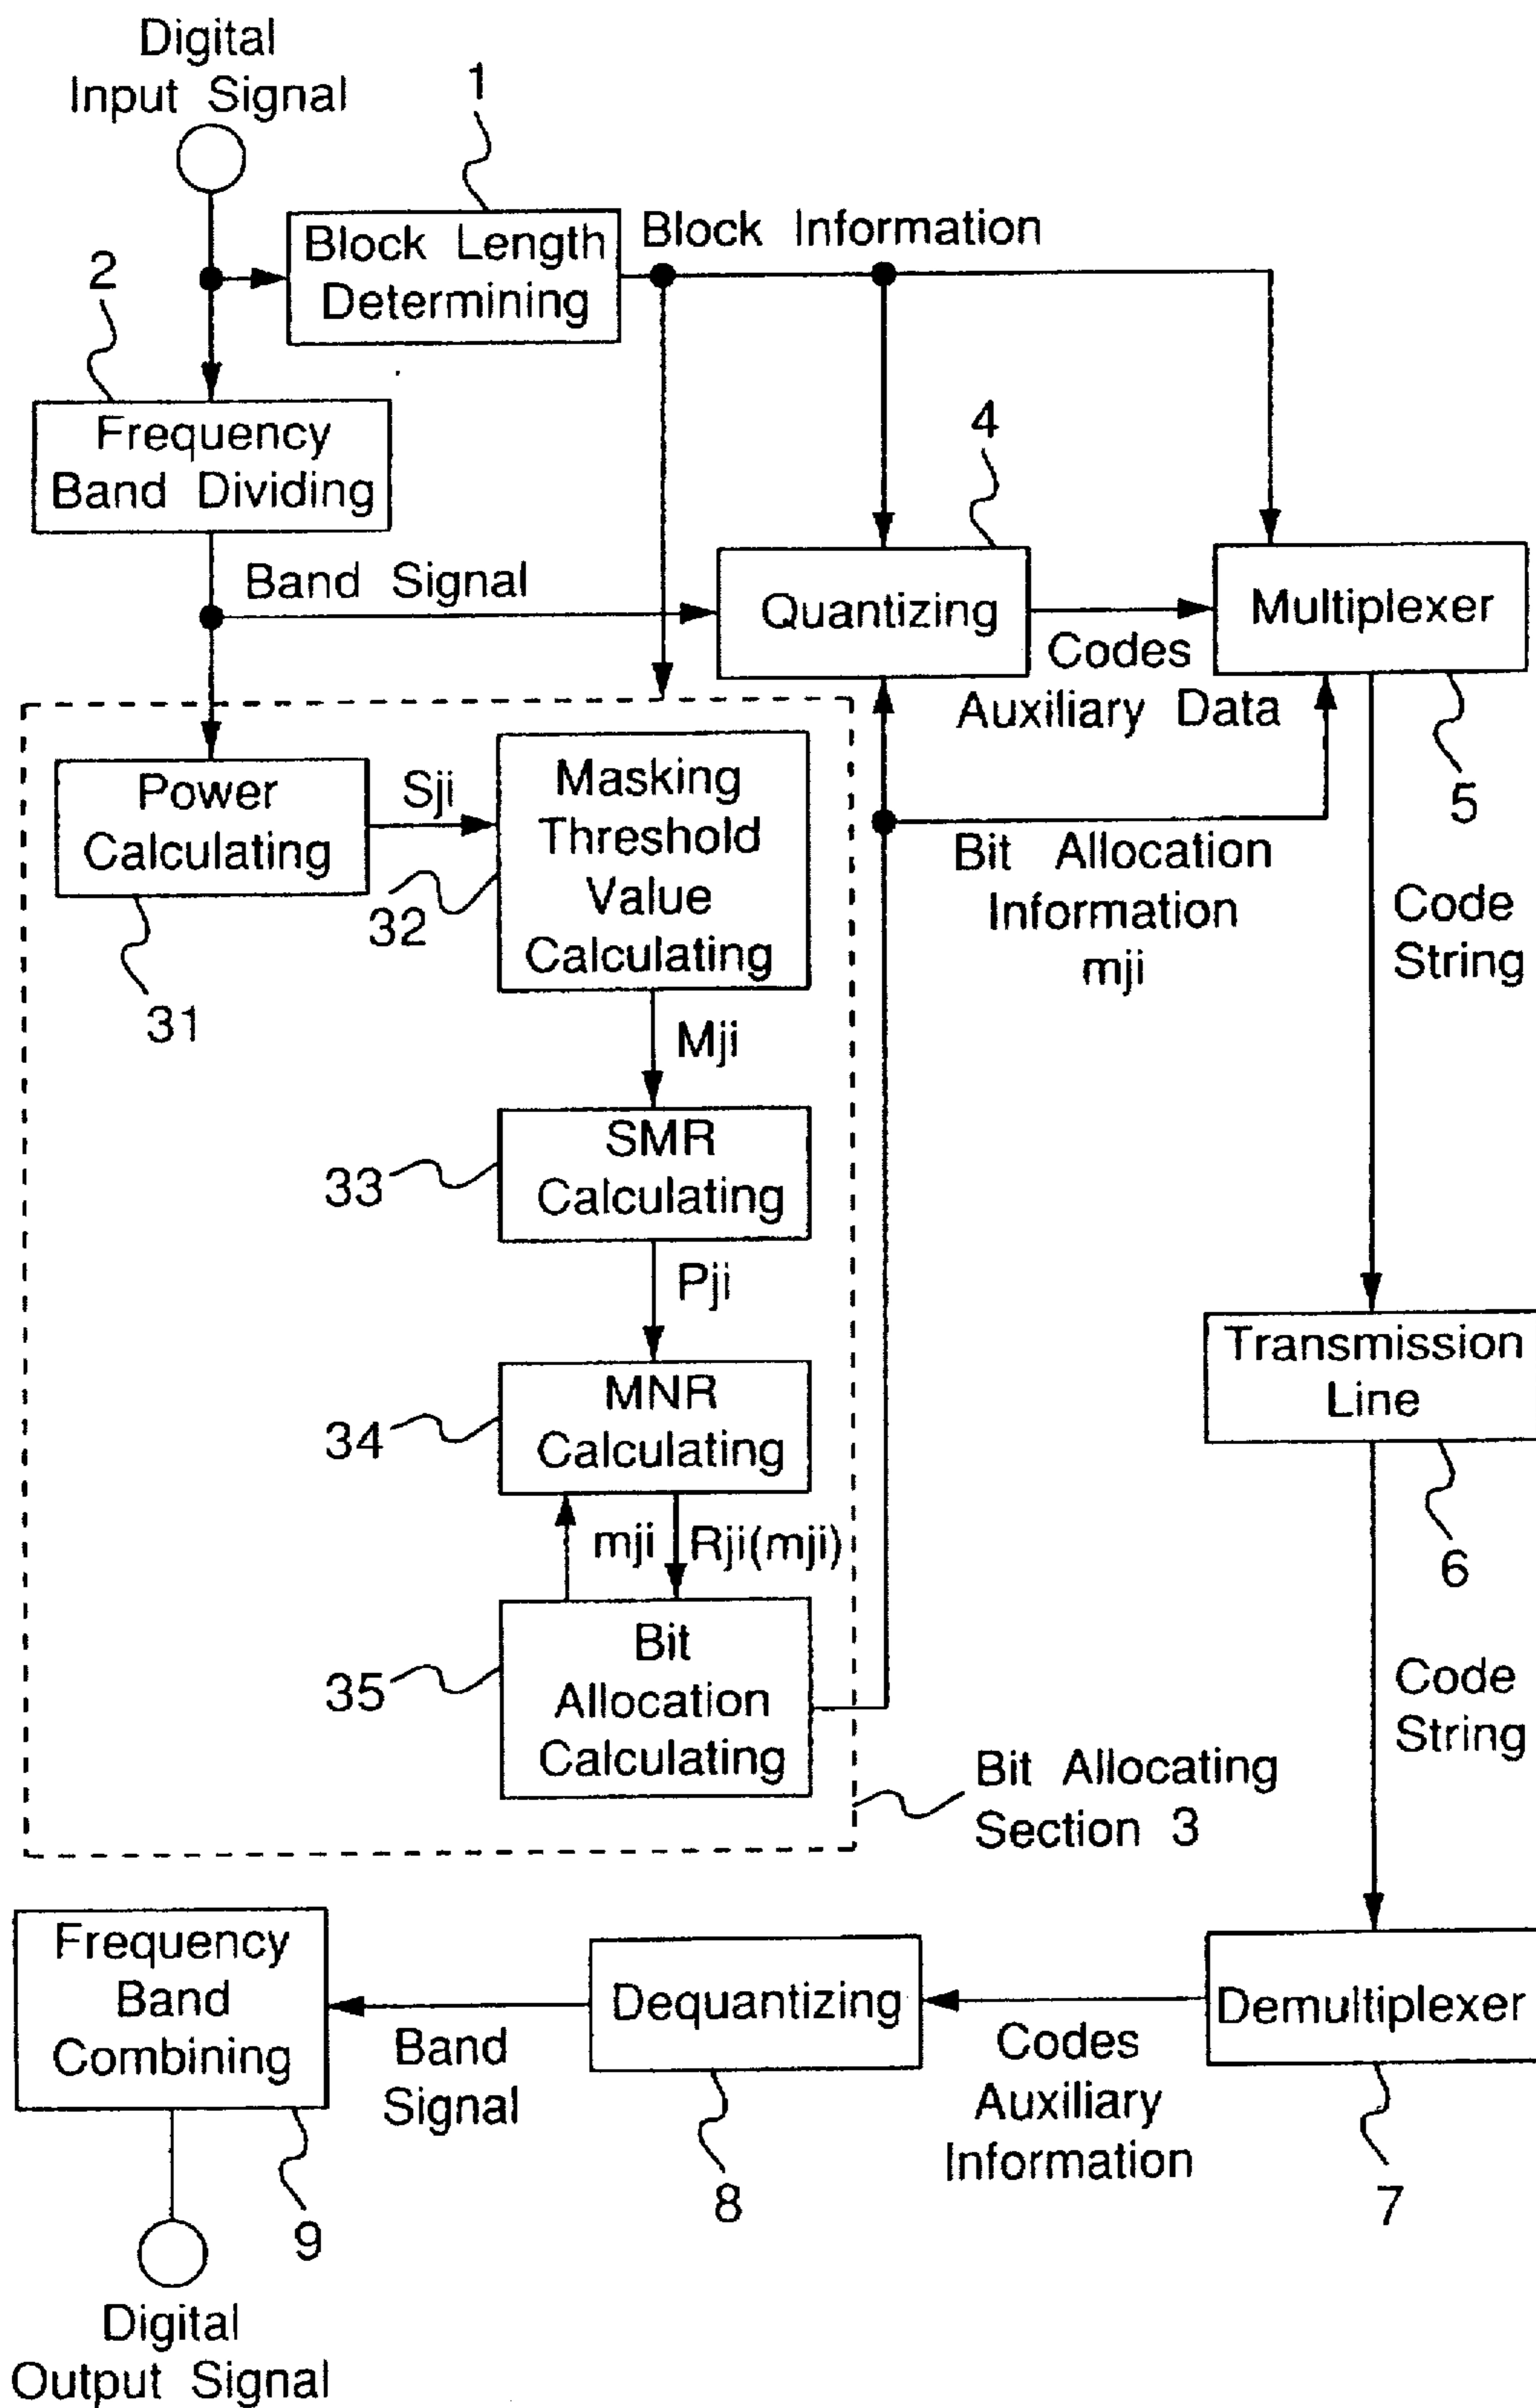 Digital
Input Signal
1
Block Length
Determining
Block Information
2
Frequency
Band Dividing
4
Band Signal
Quantizing
Multiplexer
Codes
Auxiliary Data
5
Power
Calculating
Sji
Masking
Threshold
Value
Calculating
32
31
Bit Allocation
Information
mji
Code
String
Mji
SMR
Calculating
33
Pji
Transmission
Line
MNR
Calculating
34
mji
Rji(mji)
6
Bit
Allocation
Calculating
35
Code
String
Bit Allocating
Section 3
Frequency
Band
Combining
Dequantizing
Demultiplexer
Band
Signal
Codes
Auxiliary
Information
8
7
9
Digital
Output Signal